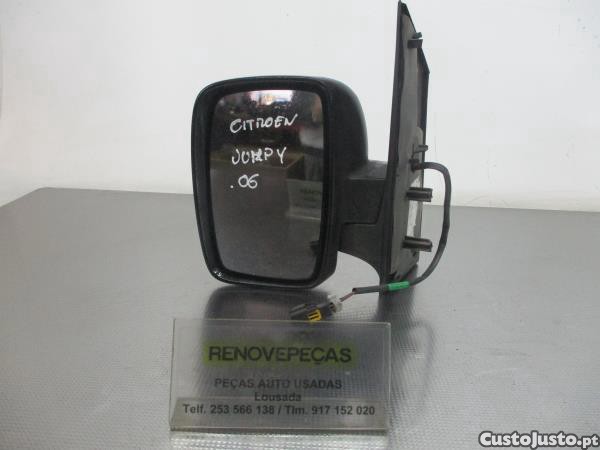 CITROEN
JUMPY
.06
RENOVEPEÇAS
PEÇAS AUTO USADAS
Lousada
Telf. 253 566 138 / Tlm. 917 152 020
CustoJusto.pt